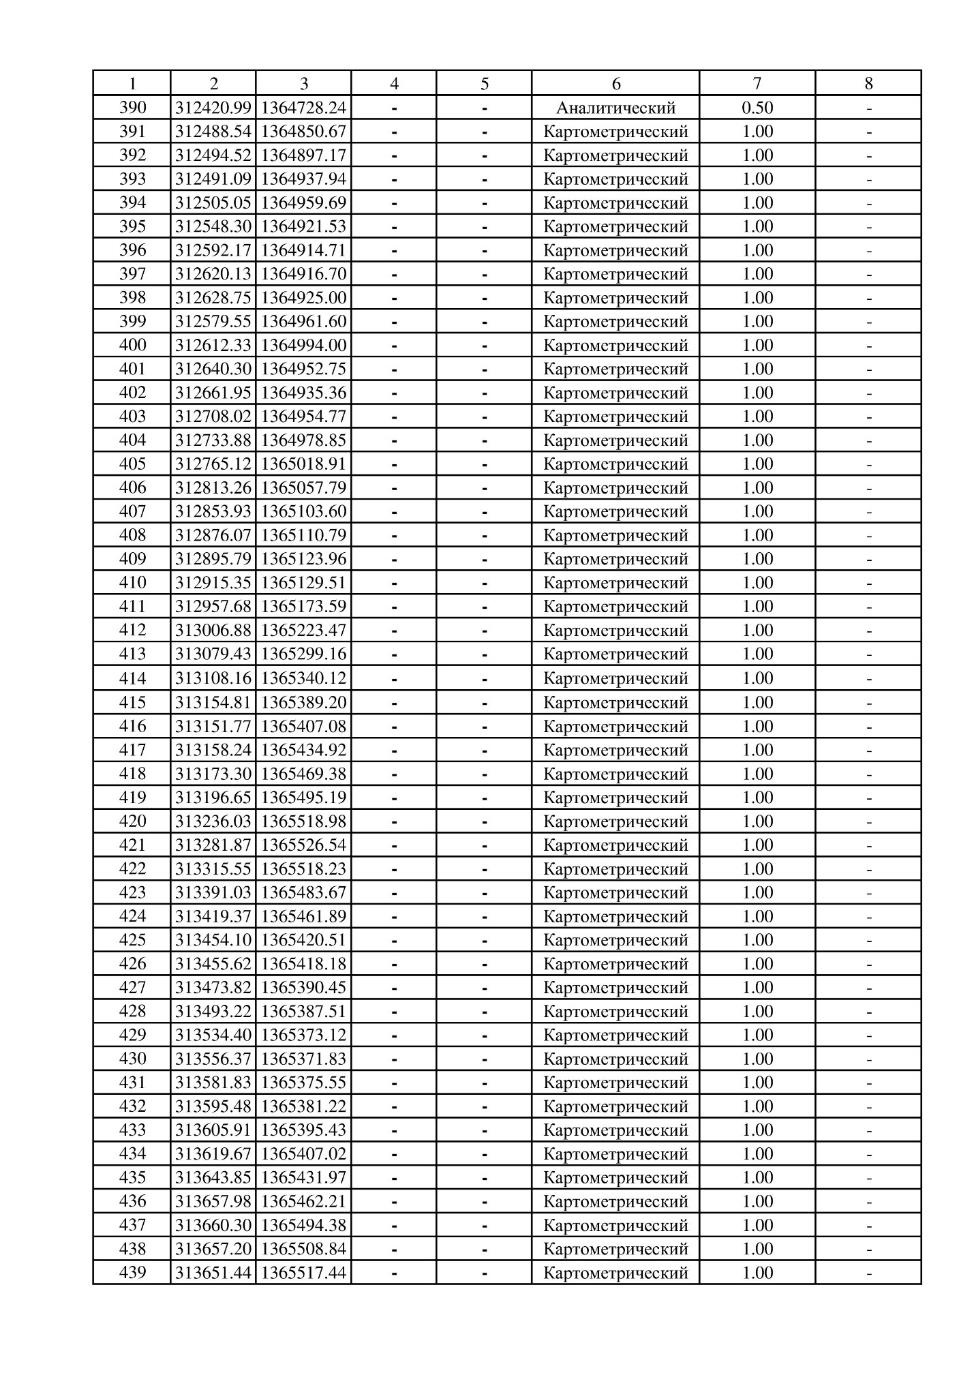 1 2 3 4 5 6 7 8
390 312420.99 1364728.24 - - Аналитический 0.50 -
391 312488.54 1364850.67 - - Картометрический 1.00 -
392 312494.52 1364897.17 - - Картометрический 1.00 -
393 312491.09 1364937.94 - - Картометрический 1.00 -
394 312505.05 1364959.69 - - Картометрический 1.00 -
395 312548.30 1364921.53 - - Картометрический 1.00 -
396 312592.17 1364914.71 - - Картометрический 1.00 -
397 312620.13 1364916.70 - - Картометрический 1.00 -
398 312628.75 1364925.00 - - Картометрический 1.00 -
399 312579.55 1364961.60 - - Картометрический 1.00 -
400 312612.33 1364994.00 - - Картометрический 1.00 -
401 312640.30 1364952.75 - - Картометрический 1.00 -
402 312661.95 1364935.36 - - Картометрический 1.00 -
403 312708.02 1364954.77 - - Картометрический 1.00 -
404 312733.88 1364978.85 - - Картометрический 1.00 -
405 312765.12 1365018.91 - - Картометрический 1.00 -
406 312813.26 1365057.79 - - Картометрический 1.00 -
407 312853.93 1365103.60 - - Картометрический 1.00 -
408 312876.07 1365110.79 - - Картометрический 1.00 -
409 312895.79 1365123.96 - - Картометрический 1.00 -
410 312915.35 1365129.51 - - Картометрический 1.00 -
411 312957.68 1365173.59 - - Картометрический 1.00 -
412 313006.88 1365223.47 - - Картометрический 1.00 -
413 313079.43 1365299.16 - - Картометрический 1.00 -
414 313108.16 1365340.12 - - Картометрический 1.00 -
415 313154.81 1365389.20 - - Картометрический 1.00 -
416 313151.77 1365407.08 - - Картометрический 1.00 -
417 313158.24 1365434.92 - - Картометрический 1.00 -
418 313173.30 1365469.38 - - Картометрический 1.00 -
419 313196.65 1365495.19 - - Картометрический 1.00 -
420 313236.03 1365518.98 - - Картометрический 1.00 -
421 313281.87 1365526.54 - - Картометрический 1.00 -
422 313315.55 1365518.23 - - Картометрический 1.00 -
423 313391.03 1365483.67 - - Картометрический 1.00 -
424 313419.37 1365461.89 - - Картометрический 1.00 -
425 313454.10 1365420.51 - - Картометрический 1.00 -
426 313455.62 1365418.18 - - Картометрический 1.00 -
427 313473.82 1365390.45 - - Картометрический 1.00 -
428 313493.22 1365387.51 - - Картометрический 1.00 -
429 313534.40 1365373.12 - - Картометрический 1.00 -
430 313556.37 1365371.83 - - Картометрический 1.00 -
431 313581.83 1365375.55 - - Картометрический 1.00 -
432 313595.48 1365381.22 - - Картометрический 1.00 -
433 313605.91 1365395.43 - - Картометрический 1.00 -
434 313619.67 1365407.02 - - Картометрический 1.00 -
435 313643.85 1365431.97 - - Картометрический 1.00 -
436 313657.98 1365462.21 - - Картометрический 1.00 -
437 313660.30 1365494.38 - - Картометрический 1.00 -
438 313657.20 1365508.84 - - Картометрический 1.00 -
439 313651.44 1365517.44 - - Картометрический 1.00 -